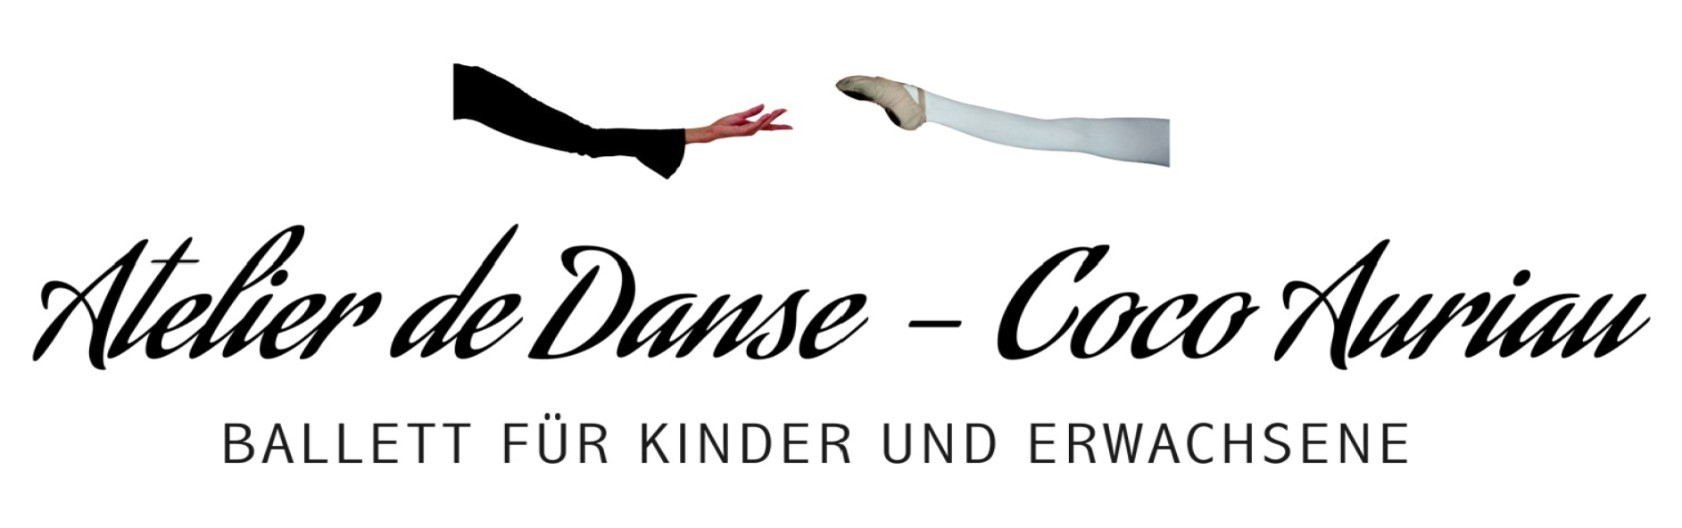 Atelier de Danse – Coco Auriau
BALLETT FÜR KINDER UND ERWACHSENE